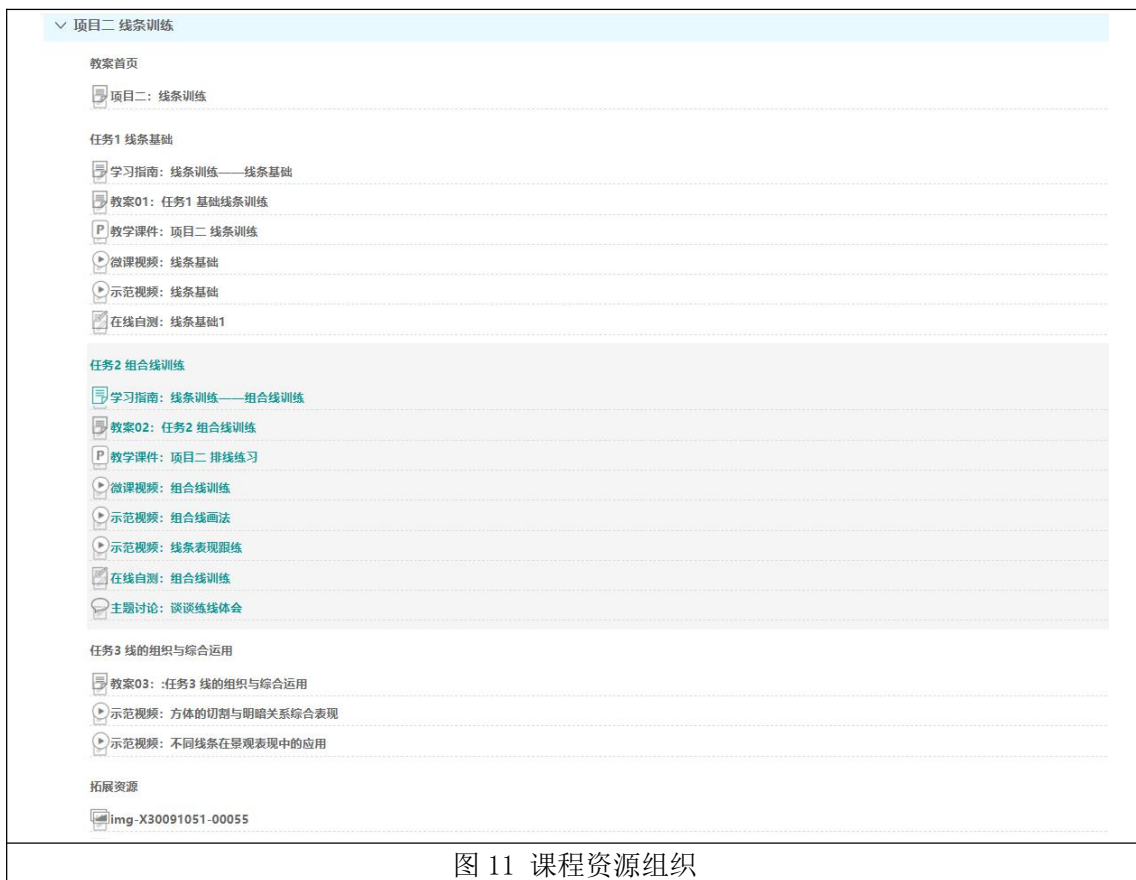 项目二 线条训练
教案首页
项目二：线条训练
任务1 线条基础
学习指南：线条训练——线条基础
教案01：任务1 基础线条训练
教学课件：项目二 线条训练
微课视频：线条基础
示范视频：线条基础
在线自测：线条基础1
任务2 组合线训练
学习指南：线条训练——组合线训练
教案02：任务2 组合线训练
教学课件：项目二 排线练习
微课视频：组合线训练
示范视频：组合线画法
示范视频：线条表现跟练
在线自测：组合线训练
主题讨论：谈谈练线体会
任务3 线的组织与综合运用
教案03：:任务3 线的组织与综合运用
示范视频：方体的切割与明暗关系综合表现
示范视频：不同线条在景观表现中的应用
拓展资源
img-X30091051-00055
图 11 课程资源组织